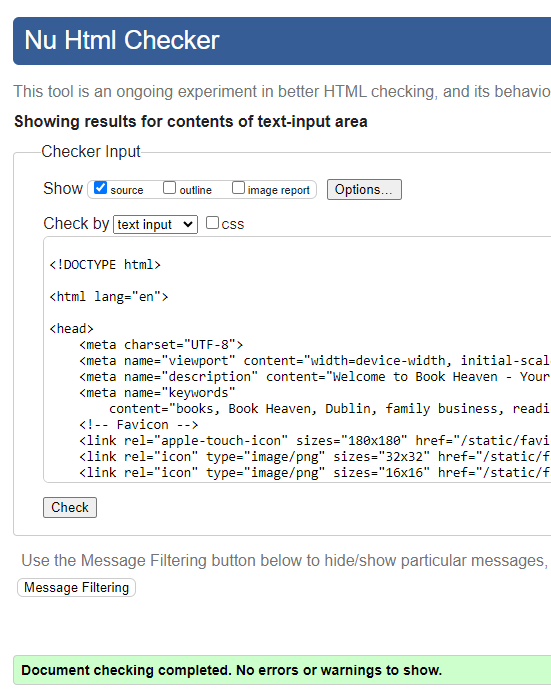 Nu Html Checker
This tool is an ongoing experiment in better HTML checking, and its behavio
Showing results for contents of text-input area
Checker Input
Show source outline image report Options...
Check by text input css
<!DOCTYPE html>
<html lang="en">
<head>
<meta charset="UTF-8">
<meta name="viewport" content="width=device-width, initial-scal
<meta name="description" content="Welcome to Book Heaven - Your
<meta name="keywords"
content="books, Book Heaven, Dublin, family business, readi
<!-- Favicon -->
<link rel="apple-touch-icon" sizes="180x180" href="/static/favi
<link rel="icon" type="image/png" sizes="32x32" href="/static/f
<link rel="icon" type="image/png" sizes="16x16" href="/static/f
Check
Use the Message Filtering button below to hide/show particular messages,
Message Filtering
Document checking completed. No errors or warnings to show.